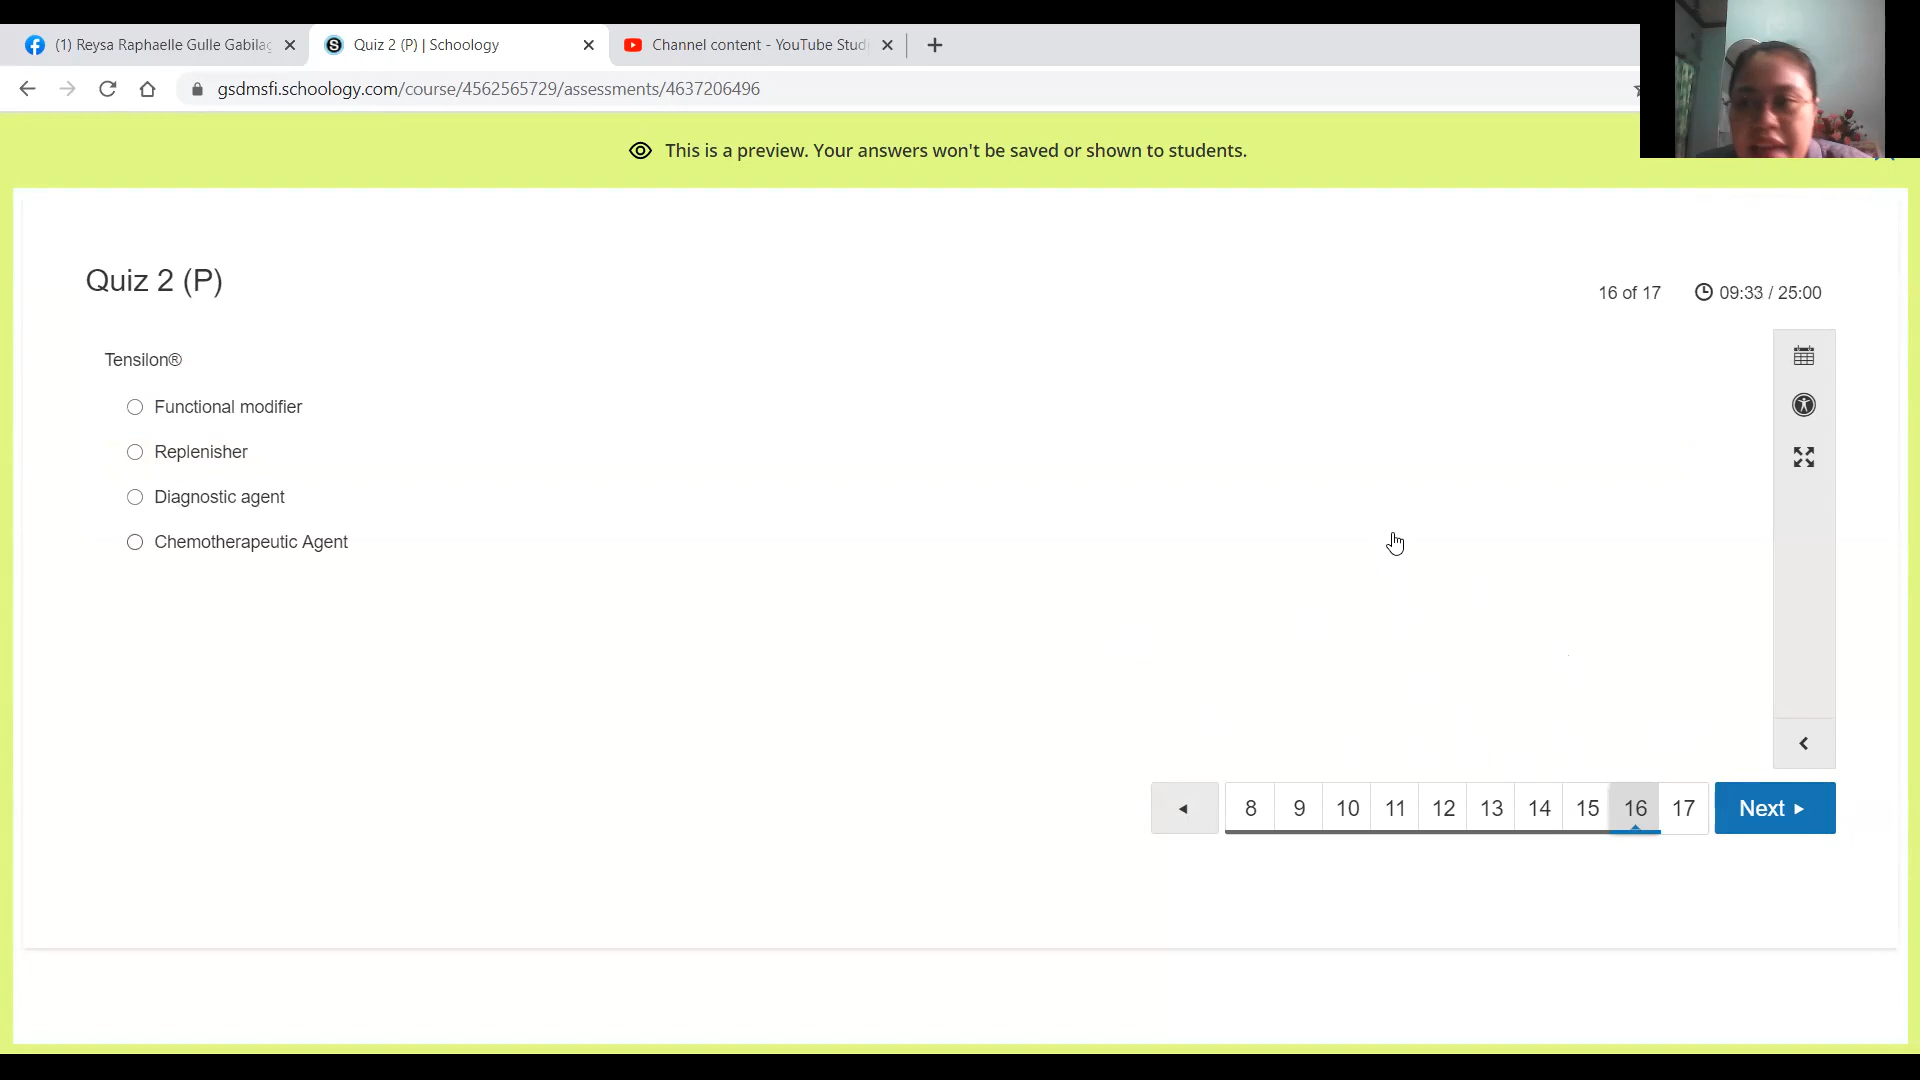 (1) Reysa Raphaelle Gulle Gabilag
Quiz 2 (P) | Schoology
Channel content - YouTube Stud
gsdmsfi.schoology.com/course/4562565729/assessments/4637206496
This is a preview. Your answers won't be saved or shown to students.
Quiz 2 (P)
16 of 17
09:33 / 25:00
Tensilon®
Functional modifier
Replenisher
Diagnostic agent
Chemotherapeutic Agent
8 9 10 11 12 13 14 15 16 17
Next